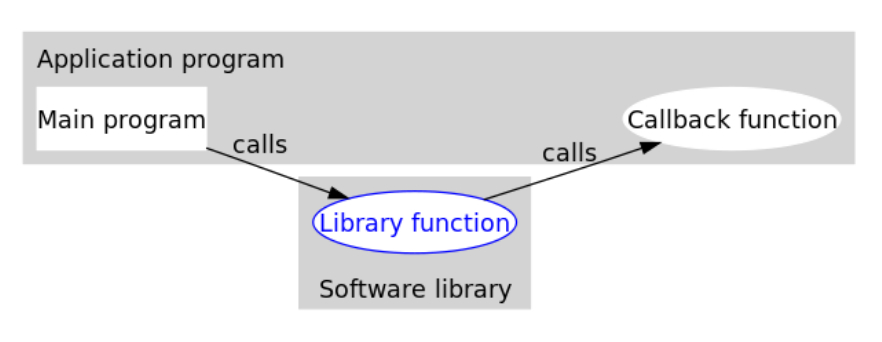 Application program
Main program
calls
calls
Callback function
Library function
Software library